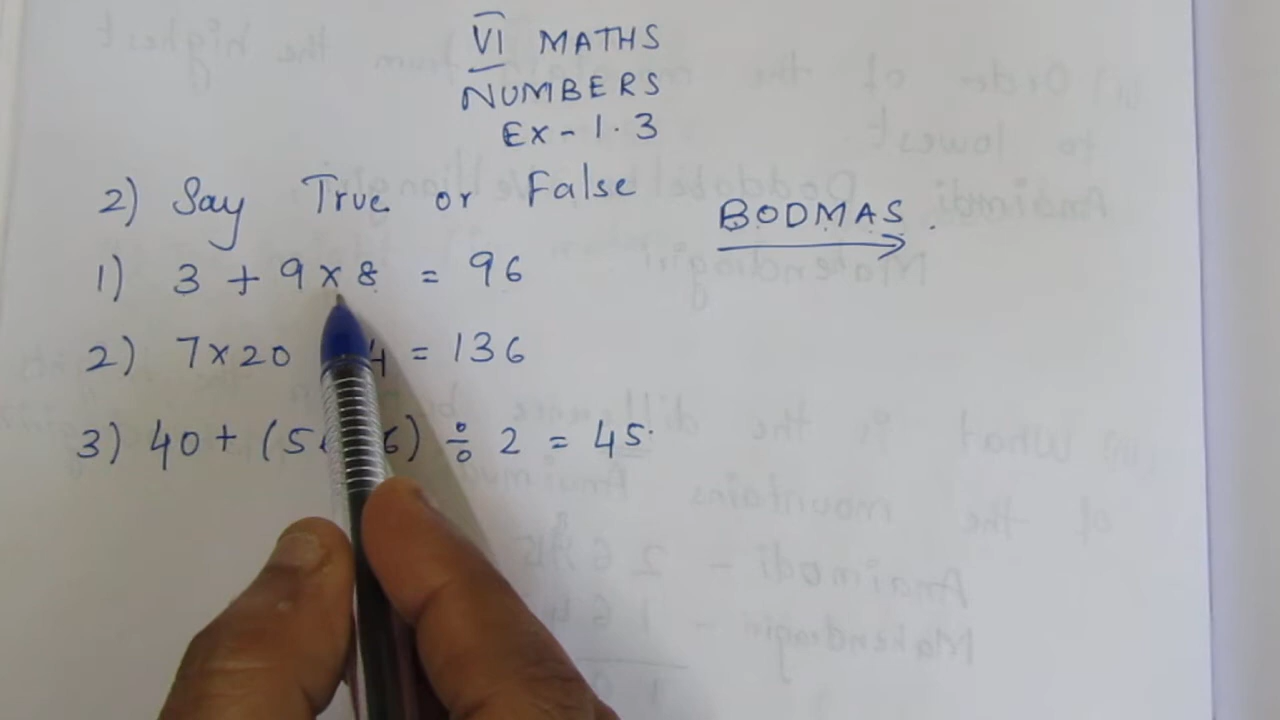 VI MATHS
NUMBERS
Ex - 1.3
2) Say True or False
BODMAS.
1) 3 + 9 x 8 = 96
2) 7 x 20 4 = 136
3) 40 + (5 6) ÷ 2 = 45.